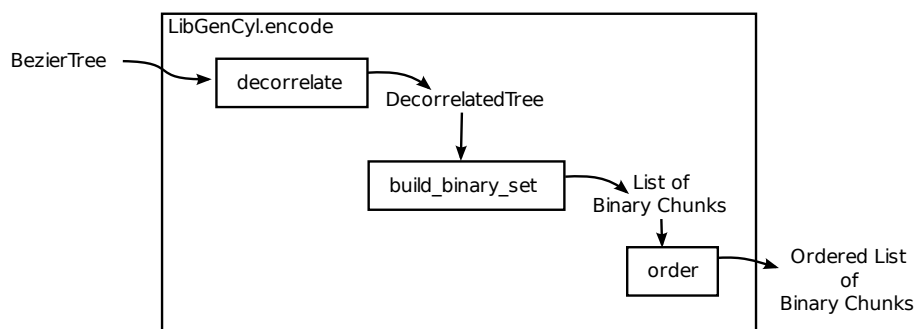 LibGenCyl.encode
BezierTree
decorrelate
DecorrelatedTree
build_binary_set
List of
Binary Chunks
order
Ordered List
of
Binary Chunks